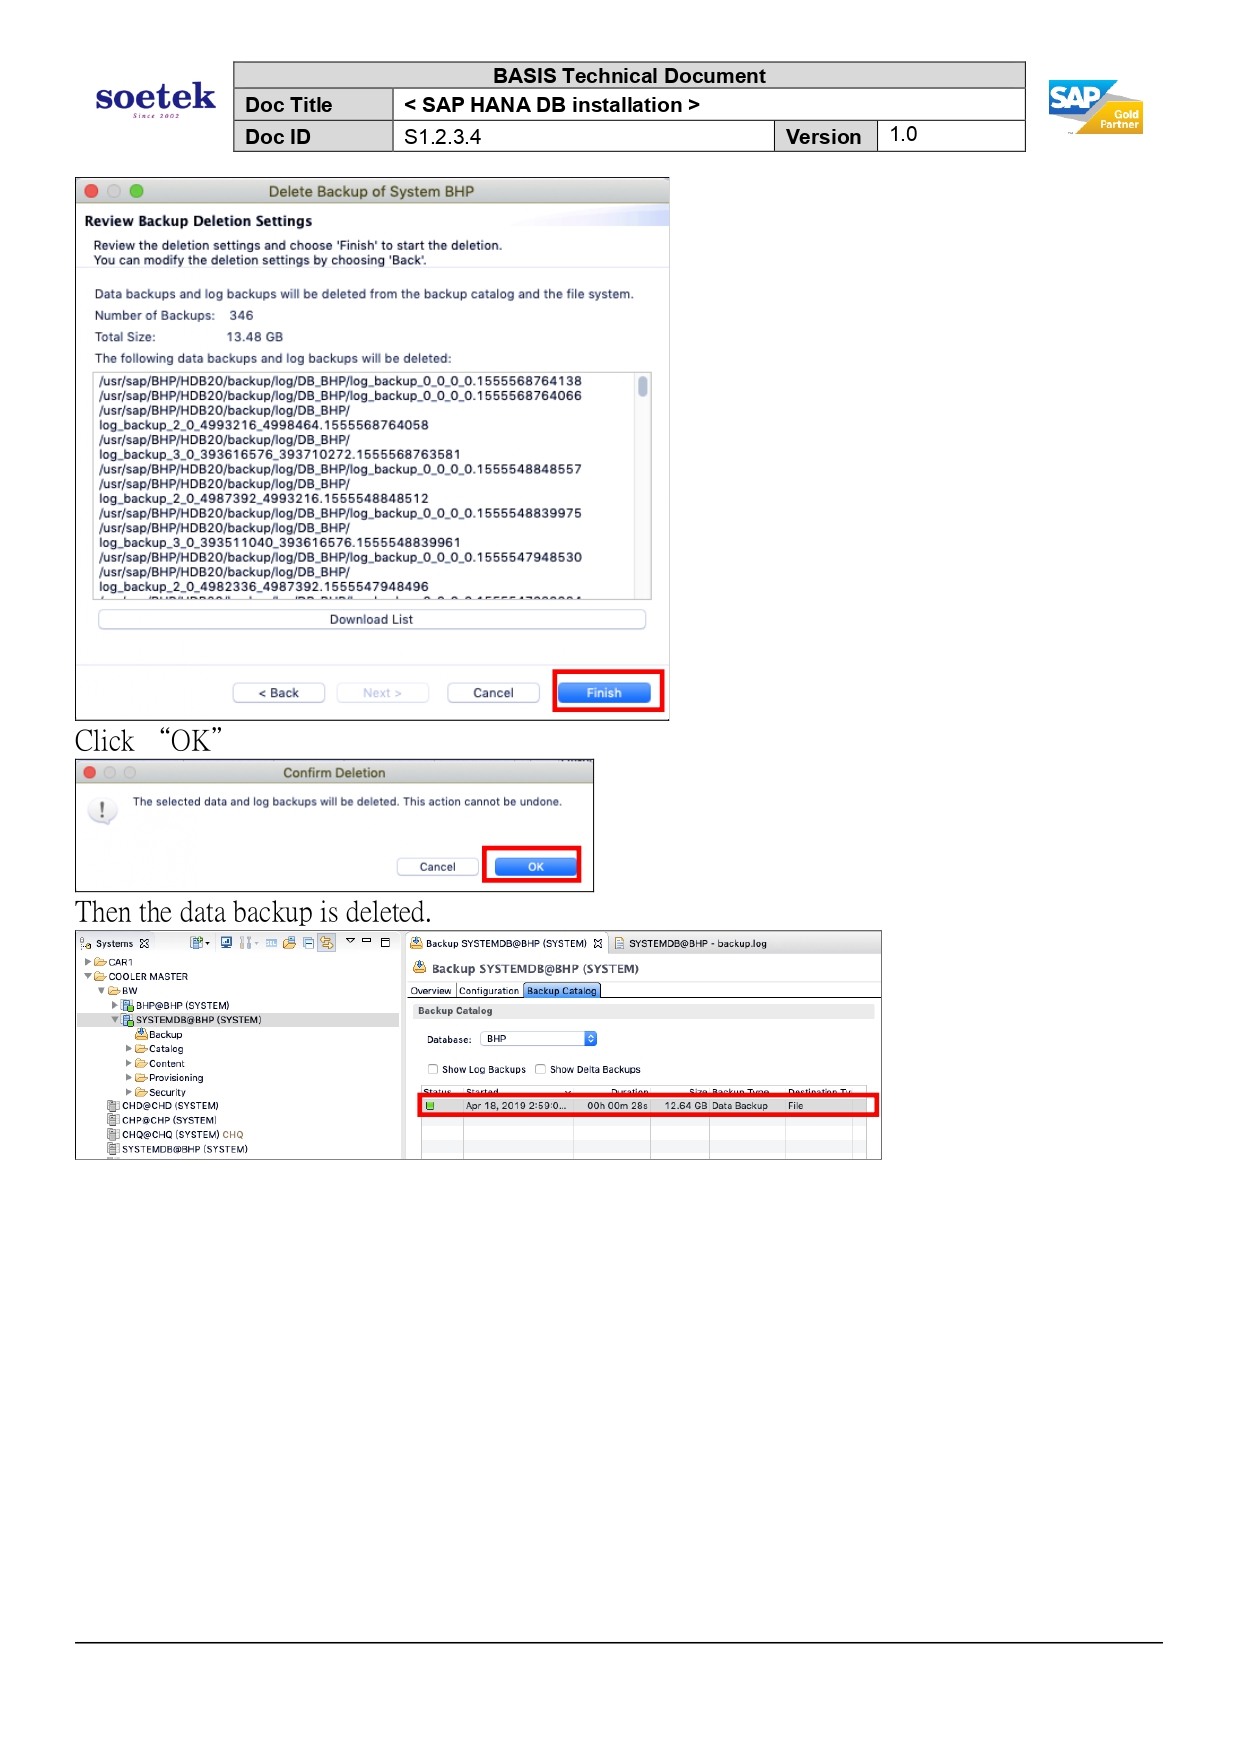 soetek
Since 2002
BASIS Technical Document
Doc Title < SAP HANA DB installation >
Doc ID S1.2.3.4 Version 1.0
SAP Gold
Partner
Delete Backup of System BHP
Review Backup Deletion Settings
Review the deletion settings and choose 'Finish' to start the deletion.
You can modify the deletion settings by choosing 'Back'.
Data backups and log backups will be deleted from the backup catalog and the file system.
Number of Backups: 346
Total Size: 13.48 GB
The following data backups and log backups will be deleted:
/usr/sap/BHP/HDB20/backup/log/DB_BHP/log_backup_0_0_0_0.1555568764138
/usr/sap/BHP/HDB20/backup/log/DB_BHP/log_backup_0_0_0_0.1555568764066
/usr/sap/BHP/HDB20/backup/log/DB_BHP/
log_backup_2_0_4993216_4998464.1555568764058
/usr/sap/BHP/HDB20/backup/log/DB_BHP/
log_backup_3_0_393616576_393710272.1555568763581
/usr/sap/BHP/HDB20/backup/log/DB_BHP/log_backup_0_0_0_0.1555548848557
/usr/sap/BHP/HDB20/backup/log/DB_BHP/
log_backup_2_0_4987392_4993216.1555548848512
/usr/sap/BHP/HDB20/backup/log/DB_BHP/log_backup_0_0_0_0.1555548839975
/usr/sap/BHP/HDB20/backup/log/DB_BHP/
log_backup_3_0_393511040_393616576.1555548839961
/usr/sap/BHP/HDB20/backup/log/DB_BHP/log_backup_0_0_0_0.1555547948530
/usr/sap/BHP/HDB20/backup/log/DB_BHP/
log_backup_2_0_4982336_4987392.1555547948496
Download List
< Back Next > Cancel Finish
Click “OK”
Confirm Deletion
The selected data and log backups will be deleted. This action cannot be undone.
Cancel OK
Then the data backup is deleted.
Systems
CAR1
COOLER MASTER
BW
BHP@BHP (SYSTEM)
SYSTEMDB@BHP (SYSTEM)
Backup
Catalog
Content
Provisioning
Security
CHD@CHD (SYSTEM)
CHP@CHP (SYSTEM)
CHQ@CHQ (SYSTEM) CHQ
SYSTEMDB@BHP (SYSTEM)
Backup SYSTEMDB@BHP (SYSTEM) SYSTEMDB@BHP - backup.log
Backup SYSTEMDB@BHP (SYSTEM)
Overview Configuration Backup Catalog
Backup Catalog
Database: BHP
Show Log Backups Show Delta Backups
Status Started Duration Size Backup Type Destination Ty
Apr 18, 2019 2:59:0... 00h 00m 28s 12.64 GB Data Backup File